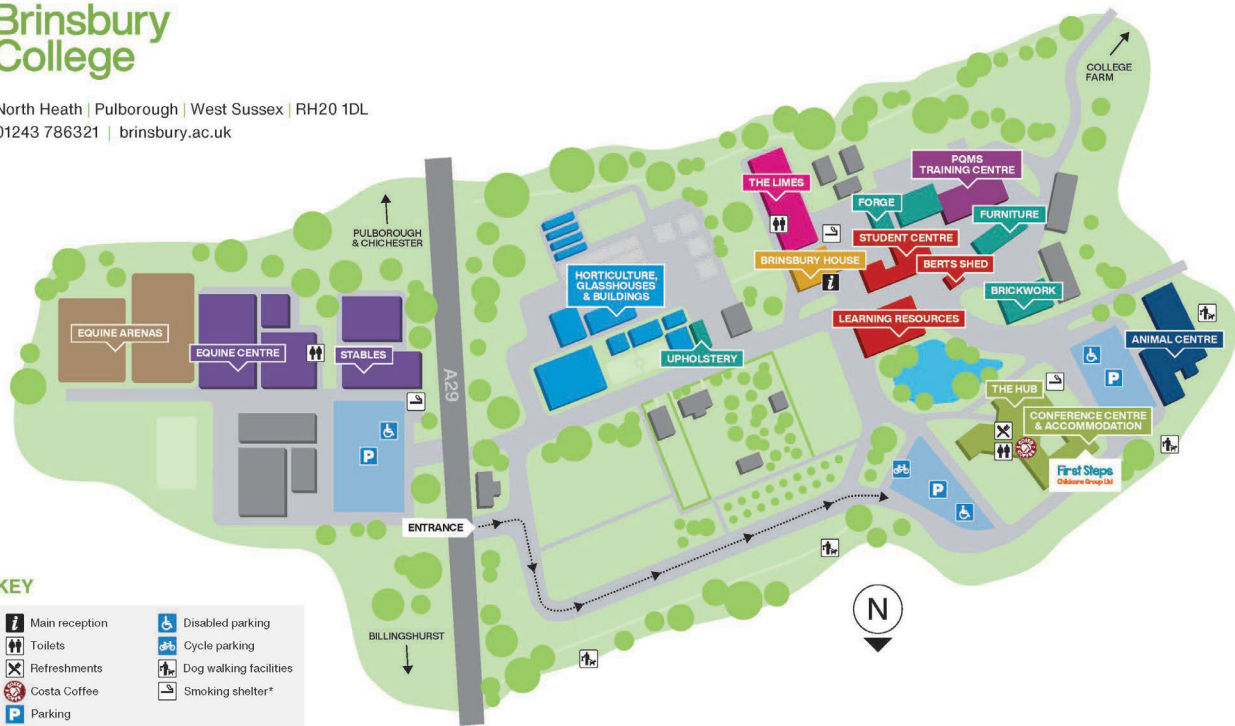 Brinsbury
College
North Heath | Pulborough | West Sussex | RH20 1DL
01243 786321 | brinsbury.ac.uk
COLLEGE
FARM
PULBOROUGH
& CHICHESTER
THE LIMES
PQMS
TRAINING CENTRE
FORGE
FURNITURE
STUDENT CENTRE
BRINSBURY HOUSE
i
BERTS SHED
HORTICULTURE,
GLASSHOUSES
& BUILDINGS
BRICKWORK
LEARNING RESOURCES
EQUINE ARENAS
EQUINE CENTRE
STABLES
UPHOLSTERY
ANIMAL CENTRE
A29
P
THE HUB
CONFERENCE CENTRE
& ACCOMMODATION
P
First Steps
Childcare Group Ltd
P
ENTRANCE
N
BILLINGSHURST
KEY
i Main reception
Toilets
Refreshments
Costa Coffee
P Parking
Disabled parking
Cycle parking
Dog walking facilities
Smoking shelter*